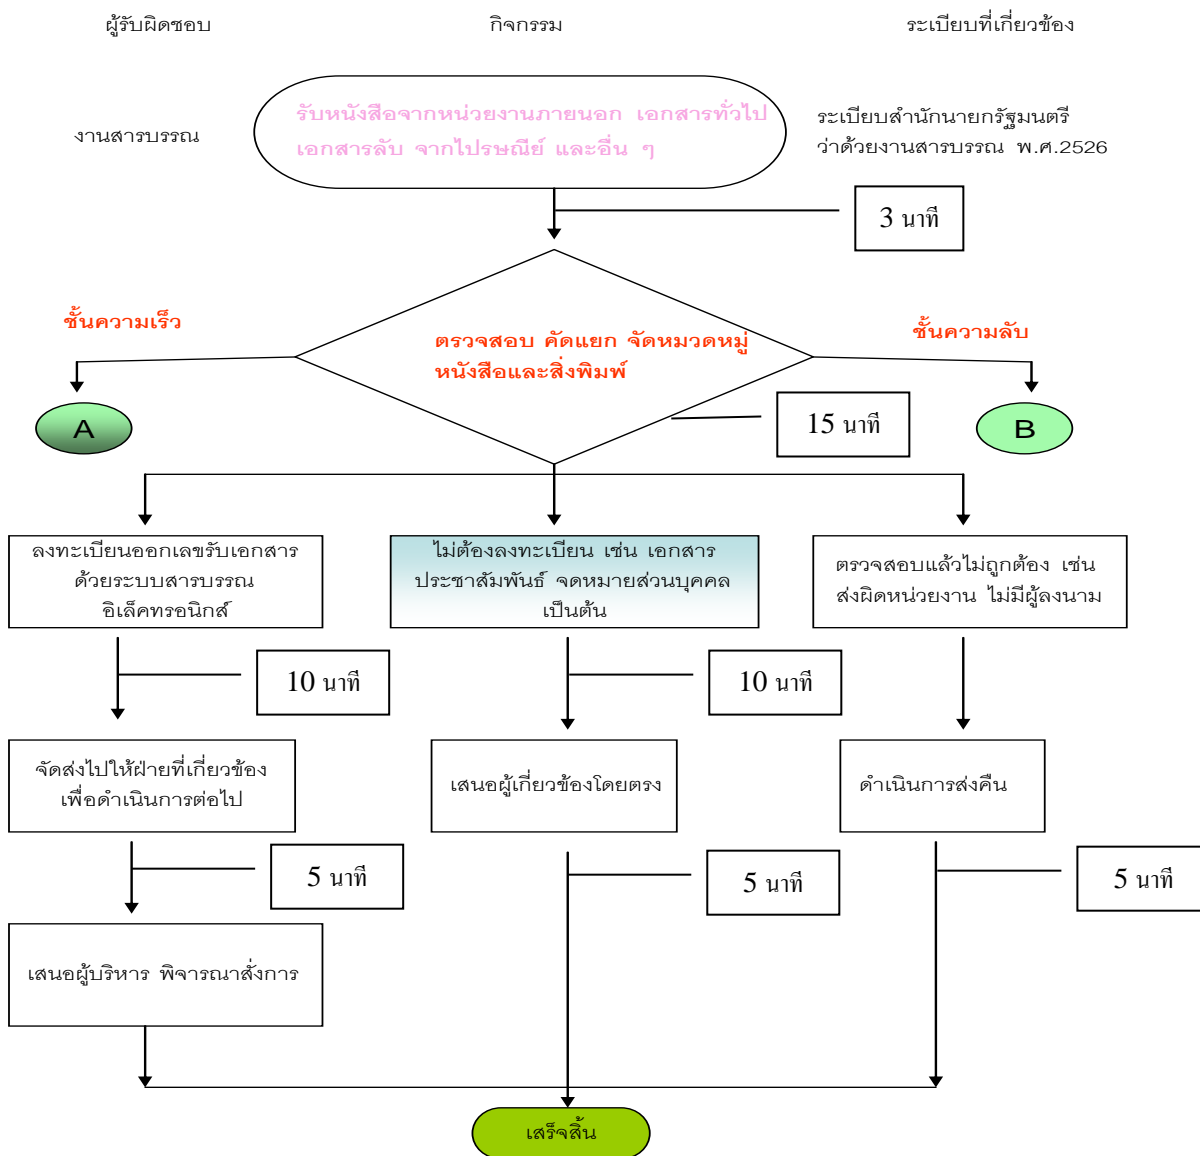 ผู้รับผิดชอบ
กิจกรรม
ระเบียบที่เกี่ยวข้อง
งานสารบรรณ
รับหนังสือจากหน่วยงานภายนอก เอกสารทั่วไป
เอกสารลับ จากไปรษณีย์ และอื่น ๆ
ระเบียบสำนักนายกรัฐมนตรี
ว่าด้วยงานสารบรรณ พ.ศ.2526
3 นาที
ชั้นความเร็ว
ตรวจสอบ คัดแยก จัดหมวดหมู่
หนังสือและสิ่งพิมพ์
ชั้นความลับ
A
15 นาที
B
ลงทะเบียนออกเลขรับเอกสาร
ด้วยระบบสารบรรณ
อิเล็คทรอนิกส์
ไม่ต้องลงทะเบียน เช่น เอกสาร
ประชาสัมพันธ์ จดหมายส่วนบุคคล
เป็นต้น
ตรวจสอบแล้วไม่ถูกต้อง เช่น
ส่งผิดหน่วยงาน ไม่มีผู้ลงนาม
10 นาที
10 นาที
จัดส่งไปให้ฝ่ายที่เกี่ยวข้อง
เพื่อดำเนินการต่อไป
เสนอผู้เกี่ยวข้องโดยตรง
ดำเนินการส่งคืน
5 นาที
5 นาที
5 นาที
เสนอผู้บริหาร พิจารณาสั่งการ
เสร็จสิ้น